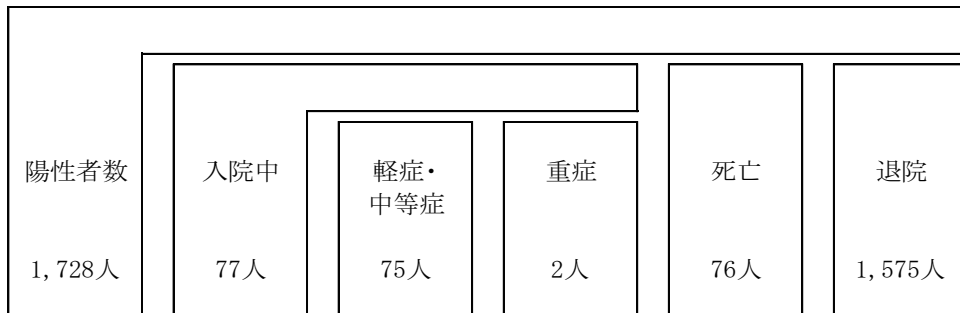 陽性者数
1,728人
入院中
77人
軽症・
中等症
75人
重症
2人
死亡
76人
退院
1,575人